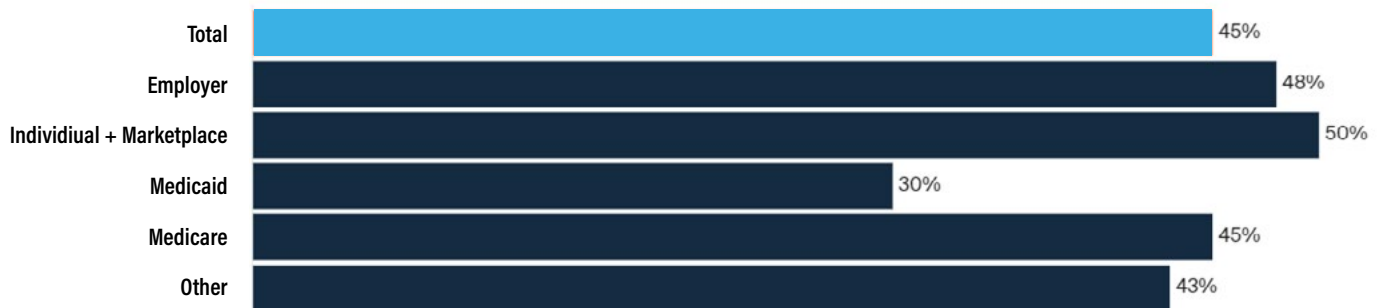 Total 45%
Employer 48%
Individiual + Marketplace 50%
Medicaid 30%
Medicare 45%
Other 43%